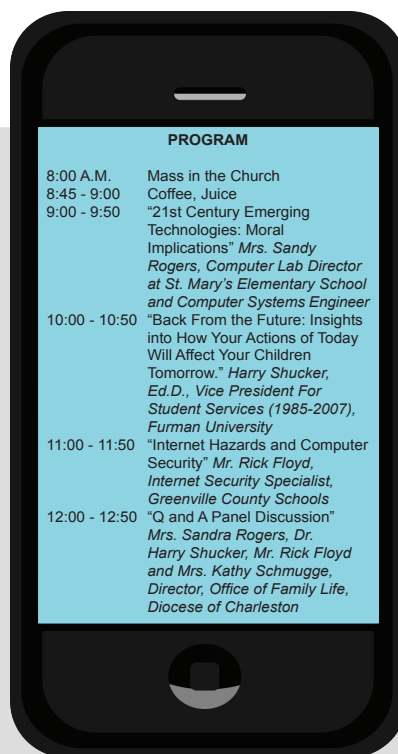 PROGRAM
8:00 A.M. Mass in the Church
8:45 - 9:00 Coffee, Juice
9:00 - 9:50 “21st Century Emerging
Technologies: Moral
Implications” Mrs. Sandy
Rogers, Computer Lab Director
at St. Mary’s Elementary School
and Computer Systems Engineer
10:00 - 10:50 “Back From the Future: Insights
into How Your Actions of Today
Will Affect Your Children
Tomorrow.” Harry Shucker,
Ed.D., Vice President For
Student Services (1985-2007),
Furman University
11:00 - 11:50 “Internet Hazards and Computer
Security” Mr. Rick Floyd,
Internet Security Specialist,
Greenville County Schools
12:00 - 12:50 “Q and A Panel Discussion”
Mrs. Sandra Rogers, Dr.
Harry Shucker, Mr. Rick Floyd
and Mrs. Kathy Schmugge,
Director, Office of Family Life,
Diocese of Charleston